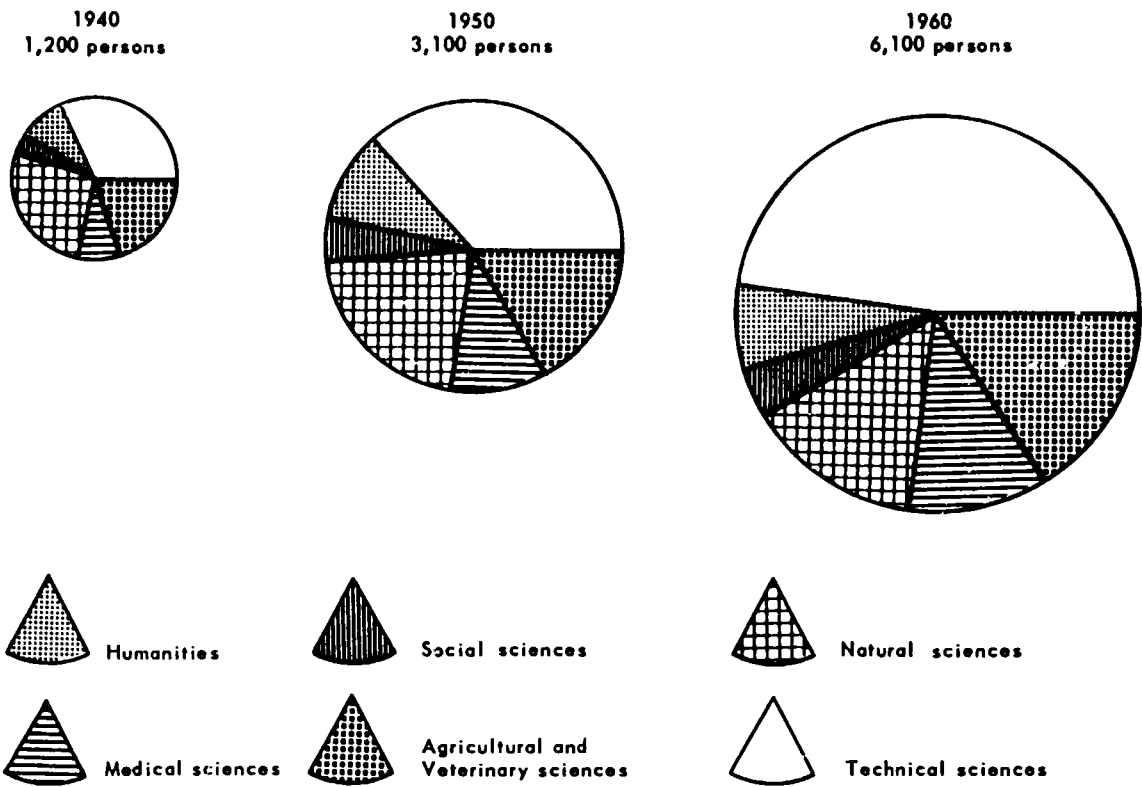 1940
1,200 persons
1950
3,100 persons
1960
6,100 persons
Humanities
Social sciences
Natural sciences
Medical sciences
Agricultural and
Veterinary sciences
Technical sciences